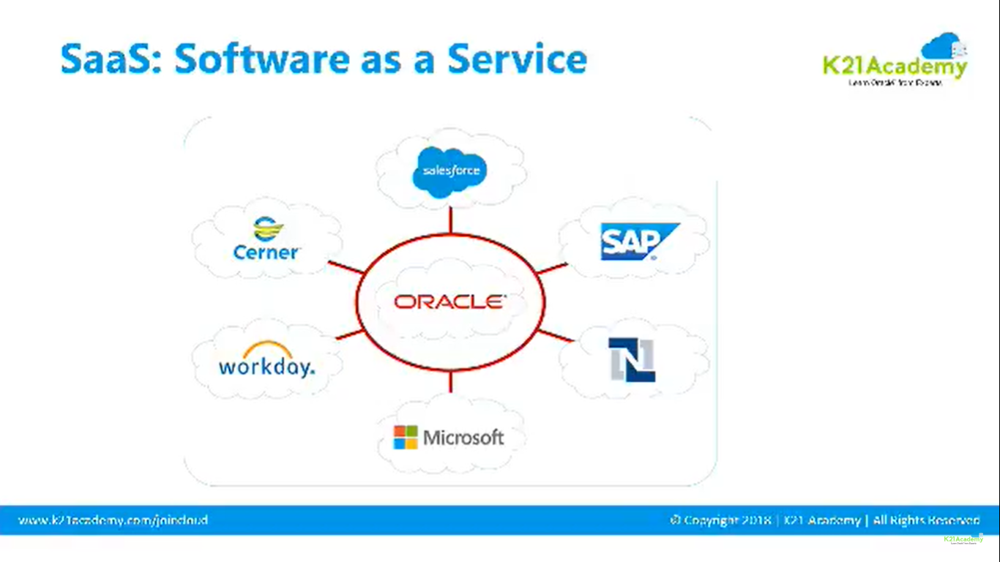 SaaS: Software as a Service
K21Academy
Learn Oracle from Experts
salesforce
Cerner
SAP
ORACLE
workday.
N
Microsoft
www.k21academy.com/joincloud
© Copyright 2018 | K21 Academy | All Rights Reserved
K21Academy